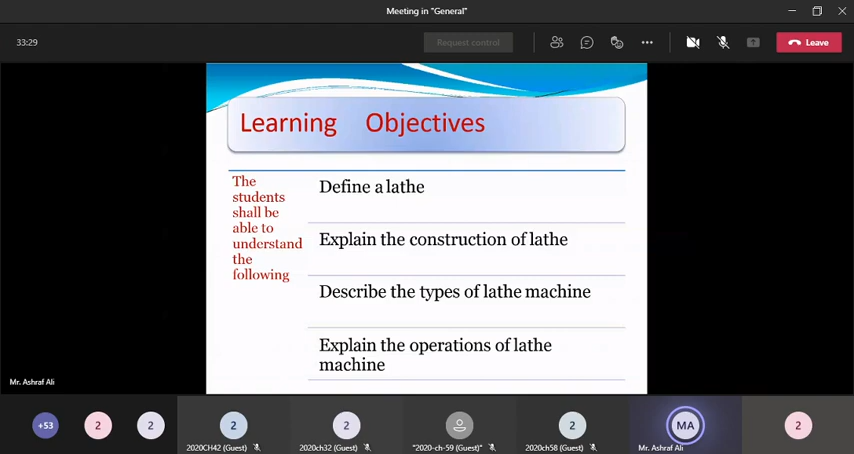 Meeting in "General"
33:29
Request control
Leave
Learning Objectives
The
students
shall be
able to
understand
the
following
Define a lathe
Explain the construction of lathe
Describe the types of lathe machine
Explain the operations of lathe
machine
Mr. Ashraf Ali
+53
2
2
2
2
2
MA
2
2020CH42 (Guest)
2020ch32 (Guest)
"2020-ch-59 (Guest)"
2020ch58 (Guest)
Mr. Ashraf Ali